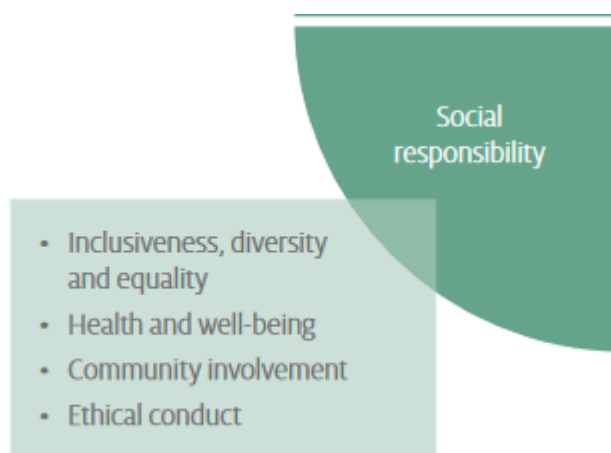 Social
responsibility
• Inclusiveness, diversity
and equality
• Health and well-being
• Community involvement
• Ethical conduct